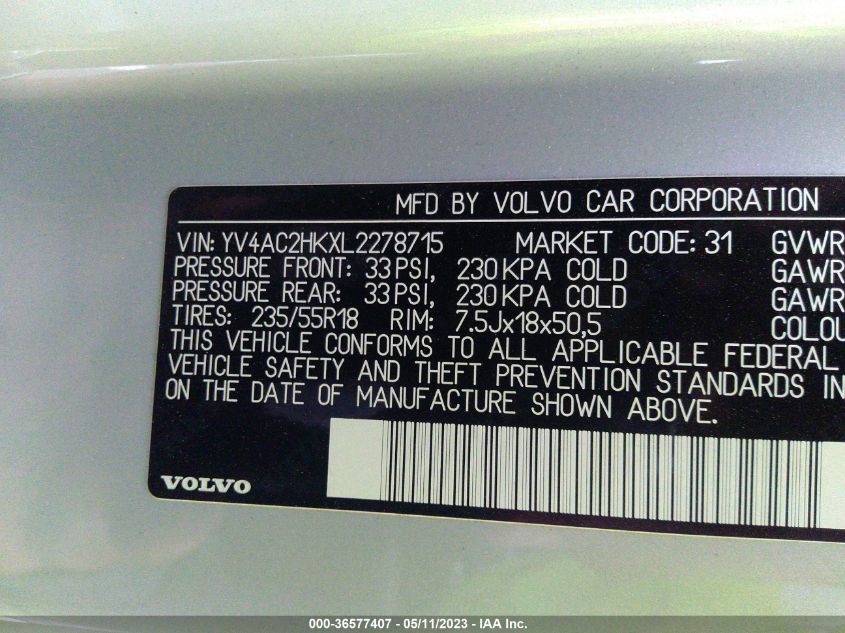 MFD BY VOLVO CAR CORPORATION
VIN: YV4AC2HKXL2278715 MARKET CODE: 31 GVWR
PRESSURE FRONT: 33 PSI, 230 KPA COLD GAWR
PRESSURE REAR: 33 PSI, 230 KPA COLD GAWR
TIRES: 235/55R18 RIM: 7.5Jx18x50,5 COLOU
THIS VEHICLE CONFORMS TO ALL APPLICABLE FEDERAL
VEHICLE SAFETY AND THEFT PREVENTION STANDARDS IN
ON THE DATE OF MANUFACTURE SHOWN ABOVE.
VOLVO
000-36577407 - 05/11/2023 - IAA Inc.